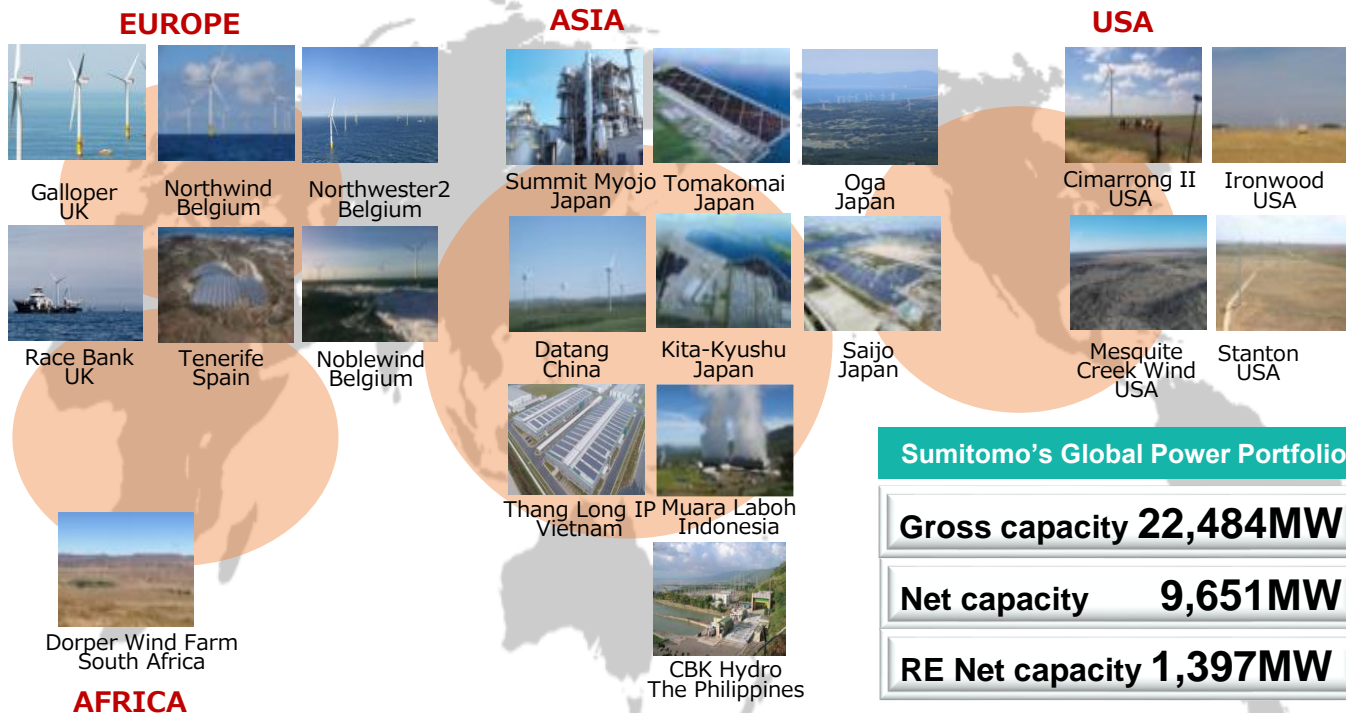 EUROPE
Galloper
UK
Northwind
Belgium
Northwester2
Belgium
Race Bank
UK
Tenerife
Spain
Noblewind
Belgium
Dorper Wind Farm
South Africa
AFRICA
ASIA
Summit Myojo
Japan
Tomakomai
Japan
Oga
Japan
Datang
China
Kita-Kyushu
Japan
Saijo
Japan
Thang Long IP
Vietnam
Muara Laboh
Indonesia
CBK Hydro
The Philippines
USA
Cimarrong II
USA
Ironwood
USA
Mesquite
Creek Wind
USA
Stanton
USA
Sumitomo's Global Power Portfolio
Gross capacity 22,484MW
Net capacity 9,651MW
RE Net capacity 1,397MW